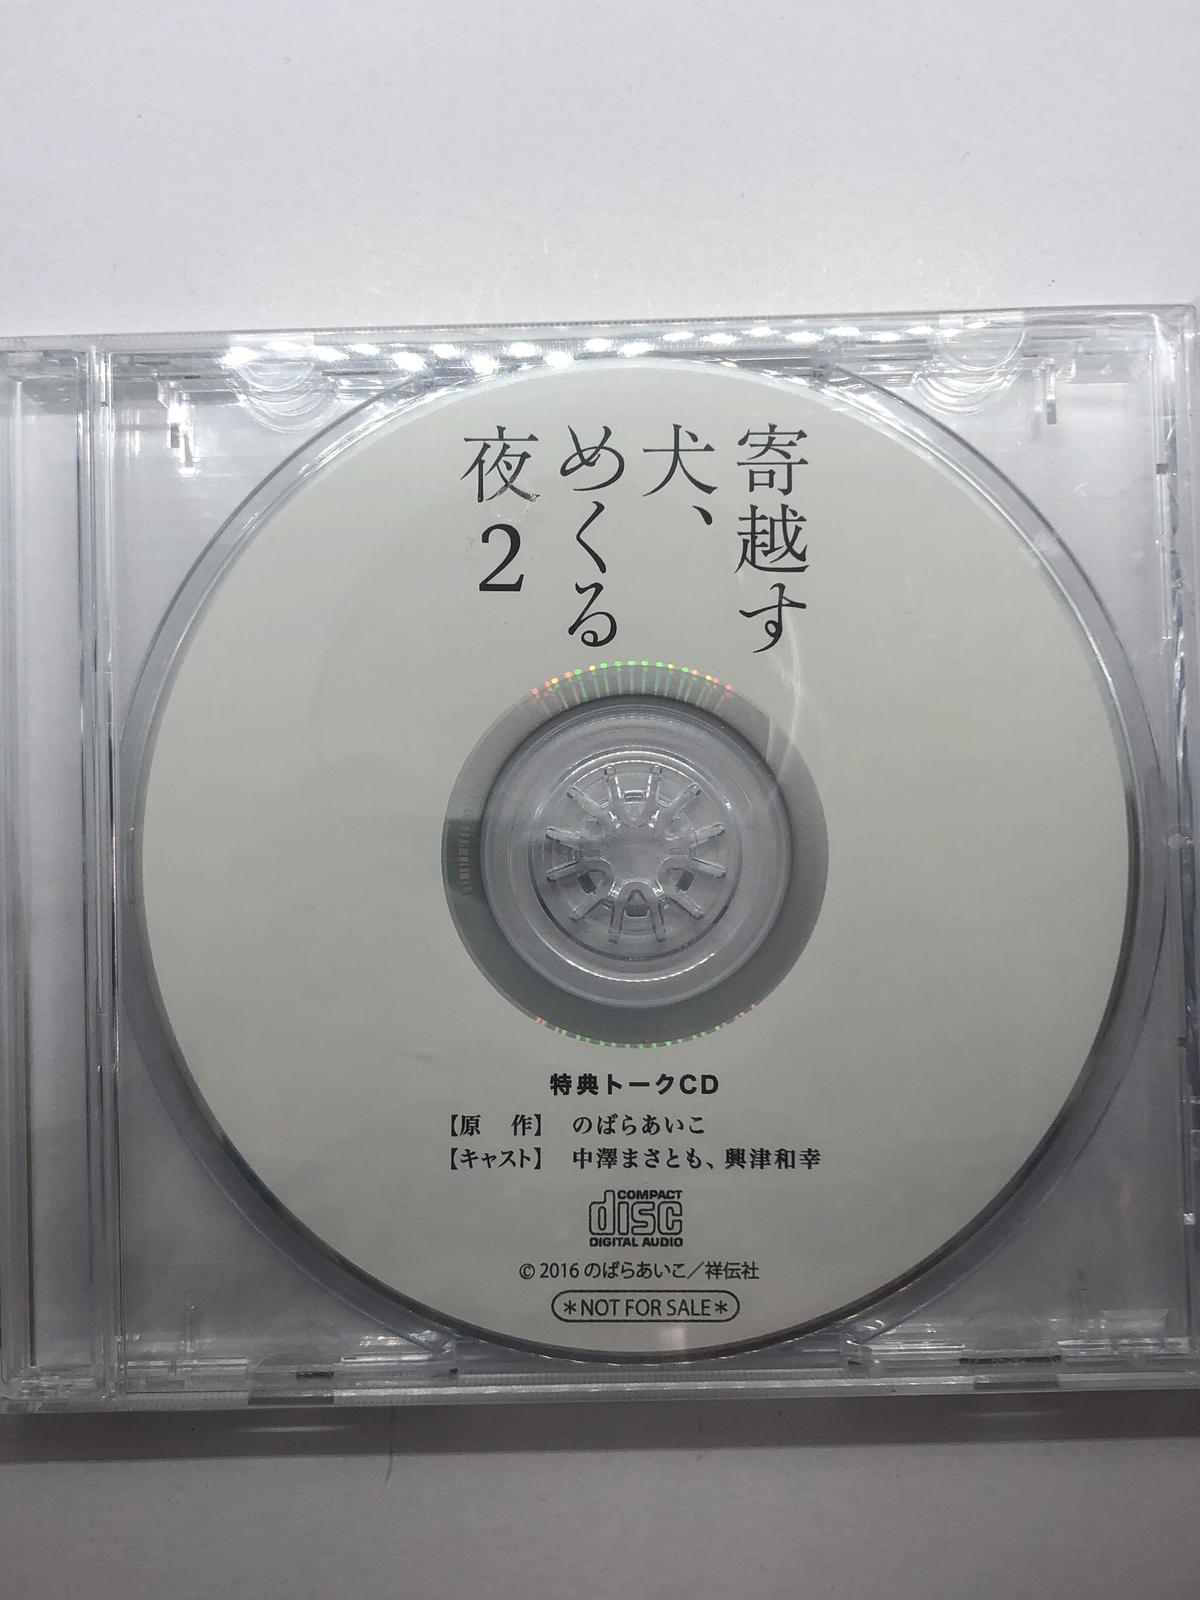 寄越す
犬、
めくる
夜2
特典トークCD
【原　作】　のばらあいこ
【キャスト】　中澤まさとも、興津和幸
COMPACT
disc
DIGITAL AUDIO
© 2016 のばらあいこ／祥伝社
＊NOT FOR SALE＊